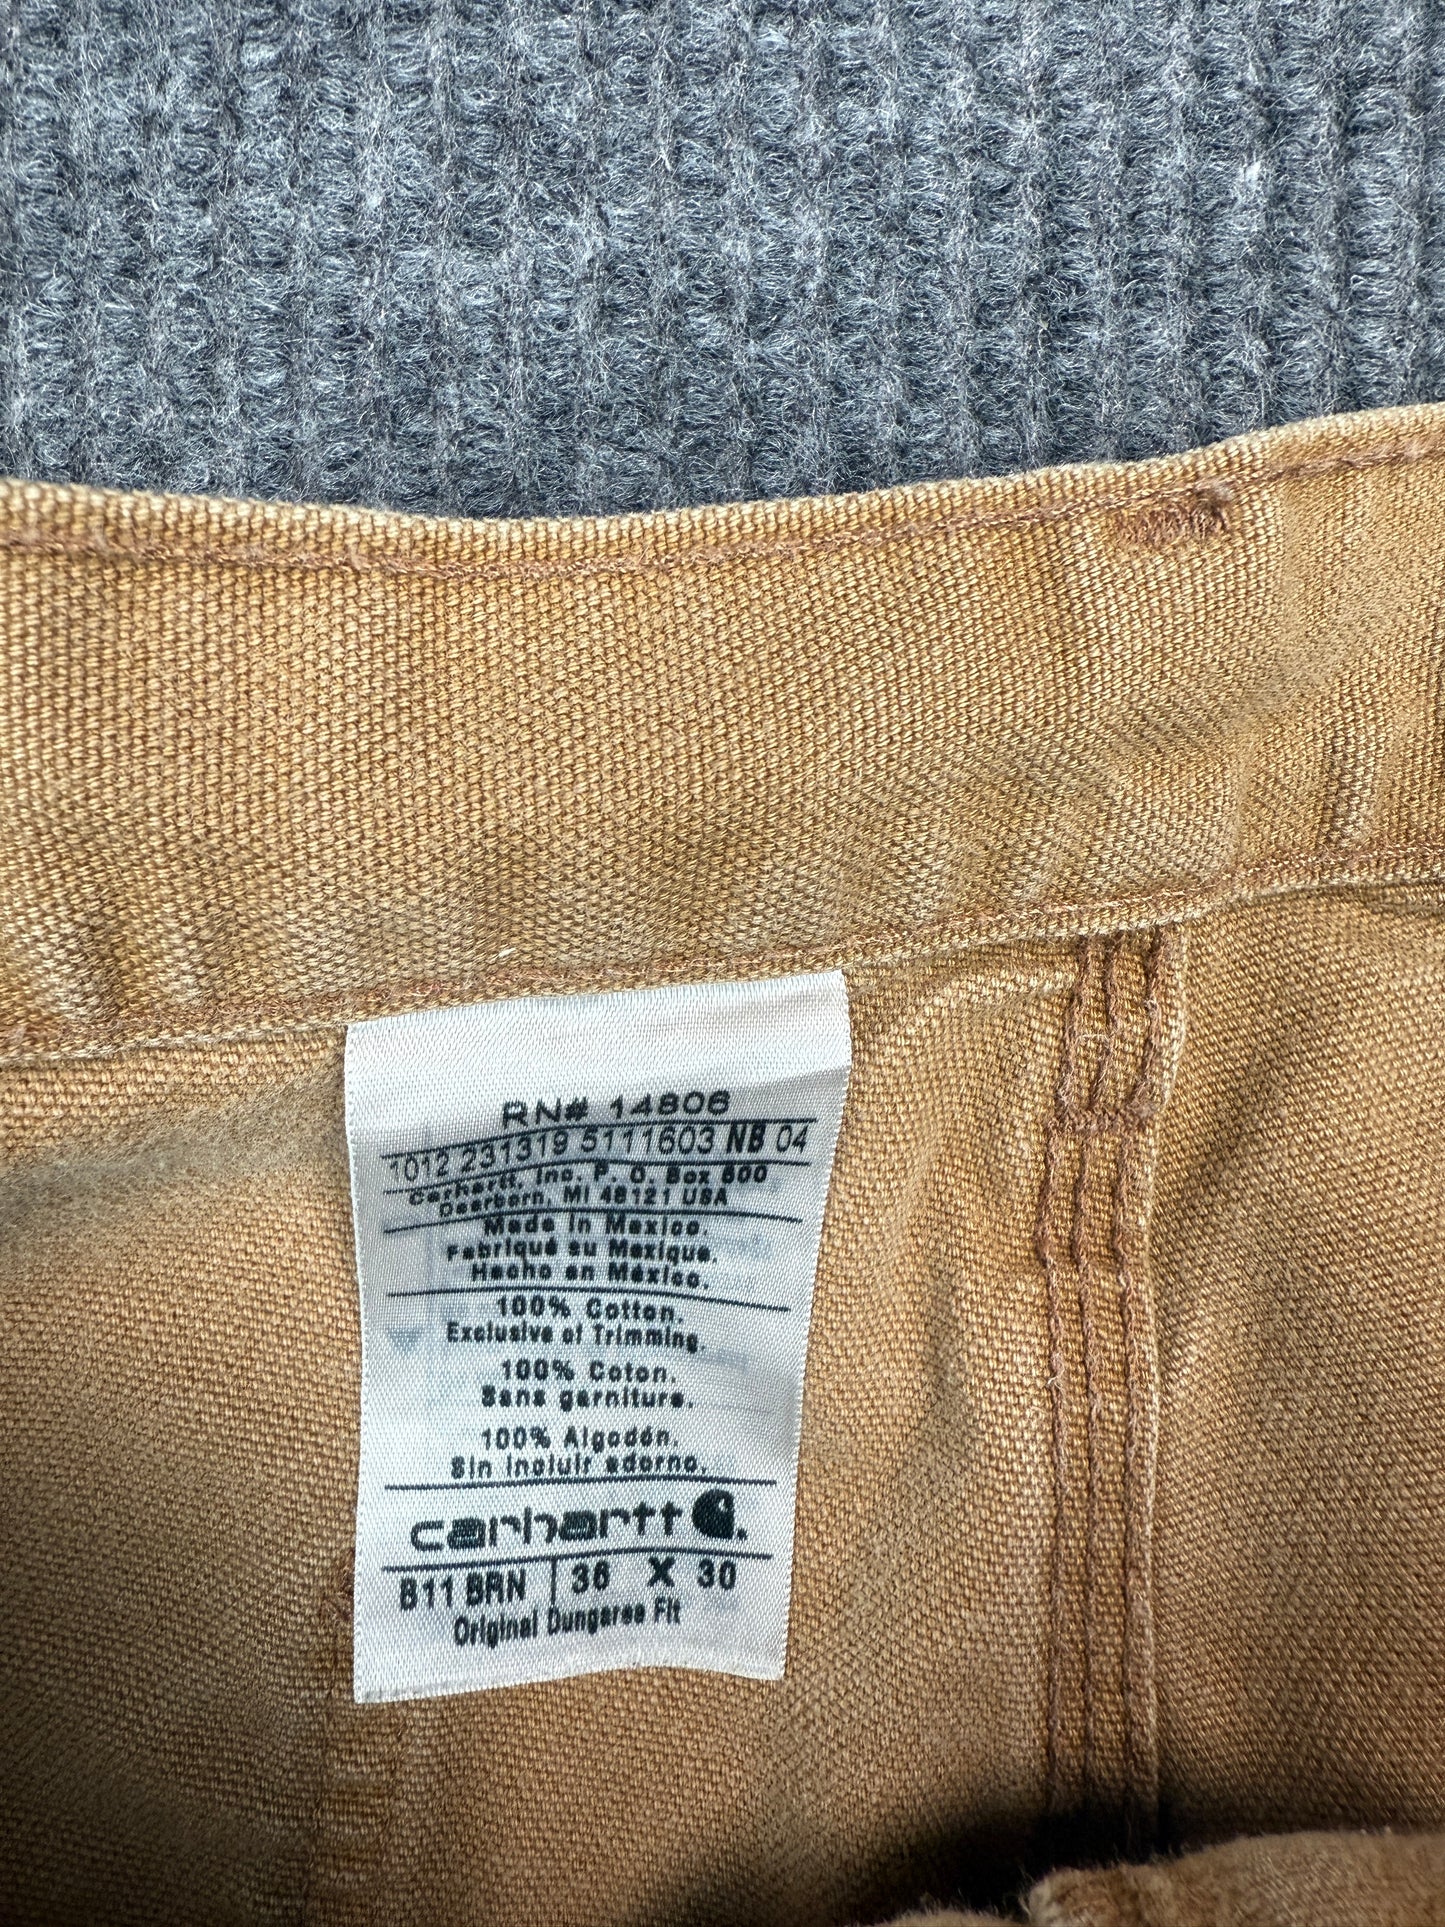 RN# 14806
1012 231319 5111603 NB 04
Carhartt, Inc. P. O. Box 600
Dearborn, MI 48121 USA
Made in Mexico.
Fabriqué au Mexique.
Hecho en México.
100% Cotton.
Exclusive of Trimming.
100% Coton.
Sans garniture.
100% Algodón.
Sin incluir adorno.
carhartt
B11 BRN 36 X 30
Original Dungaree Fit